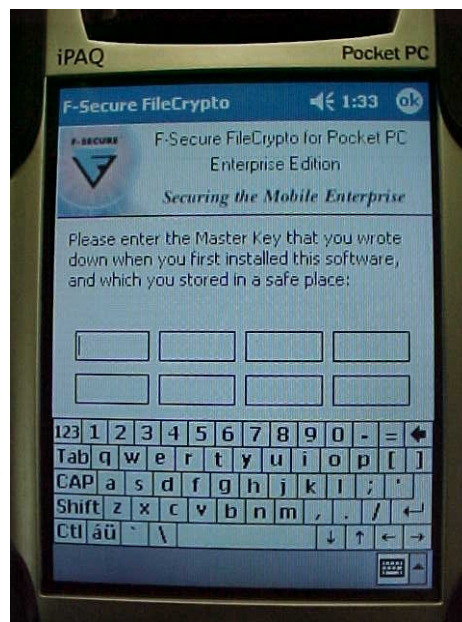 iPAQ Pocket PC
F-Secure FileCrypto 1:33 ok
F-SECURE
F-Secure FileCrypto for Pocket PC
Enterprise Edition
Securing the Mobile Enterprise
Please enter the Master Key that you wrote
down when you first installed this software,
and which you stored in a safe place:
123 1 2 3 4 5 6 7 8 9 0 - = ←
Tab q w e r t y u i o p [ ]
CAP a s d f g h j k l ; '
Shift z x c v b n m , . / ↵
Ctl áü ` \ ↓ ↑ ← →